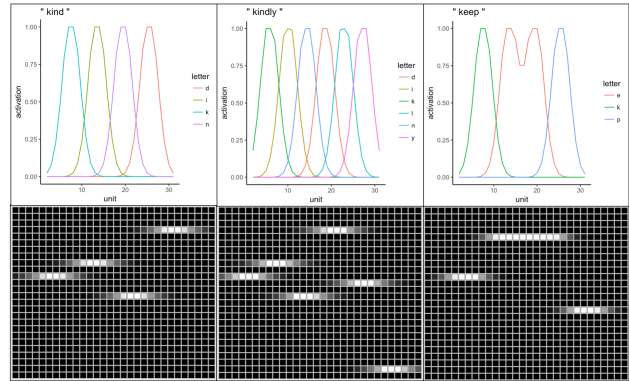 " kind "
1.00
0.75
0.50
0.25
0.00
activation
10
20
30
unit
letter
d
i
k
n
" kindly "
1.00
0.75
0.50
0.25
0.00
activation
10
20
30
unit
letter
d
i
k
l
n
y
" keep "
1.00
0.75
0.50
0.25
0.00
activation
10
20
30
unit
letter
e
k
p